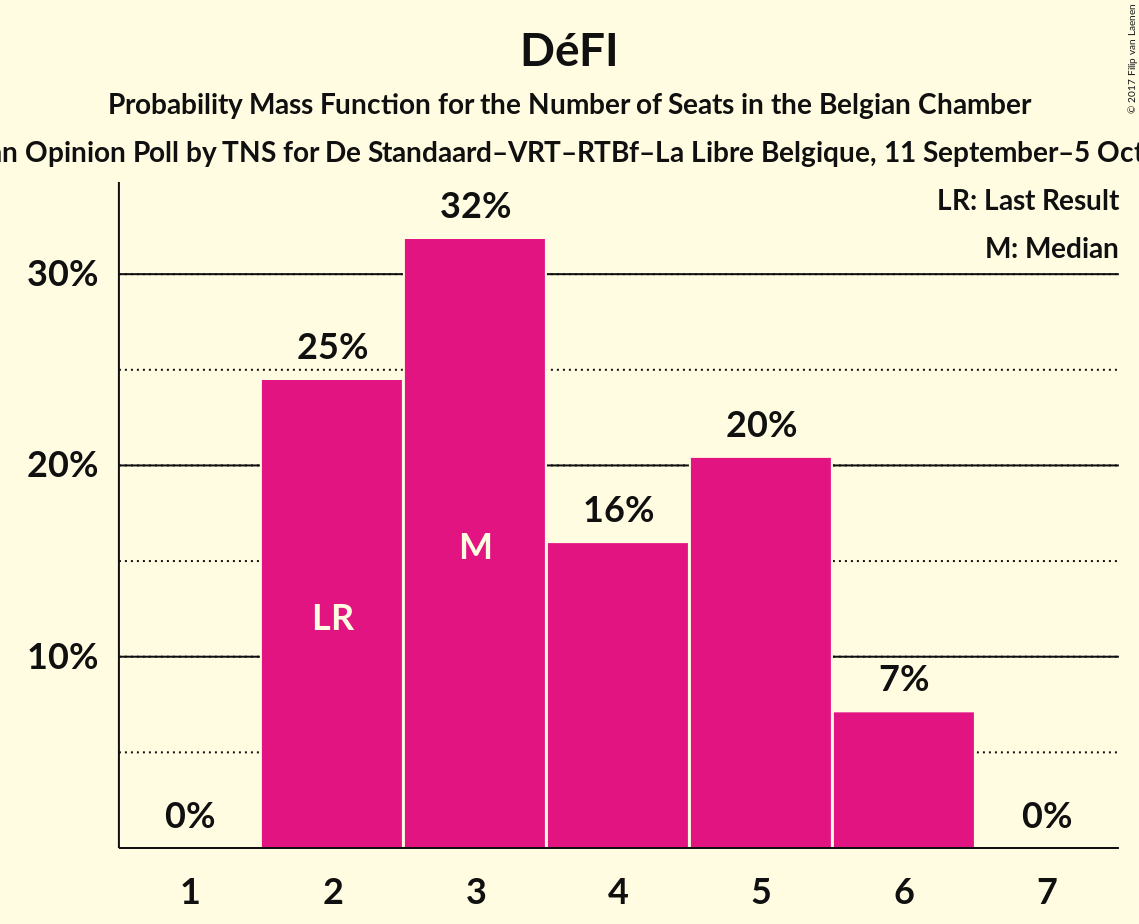 DéFI
Probability Mass Function for the Number of Seats in the Belgian Chamber
n Opinion Poll by TNS for De Standaard–VRT–RTBf–La Libre Belgique, 11 September–5 Oct
© 2017 Filip van Laenen
LR: Last Result
M: Median
30%
20%
10%
0%
25%
32%
16%
20%
7%
0%
LR
M
1 2 3 4 5 6 7